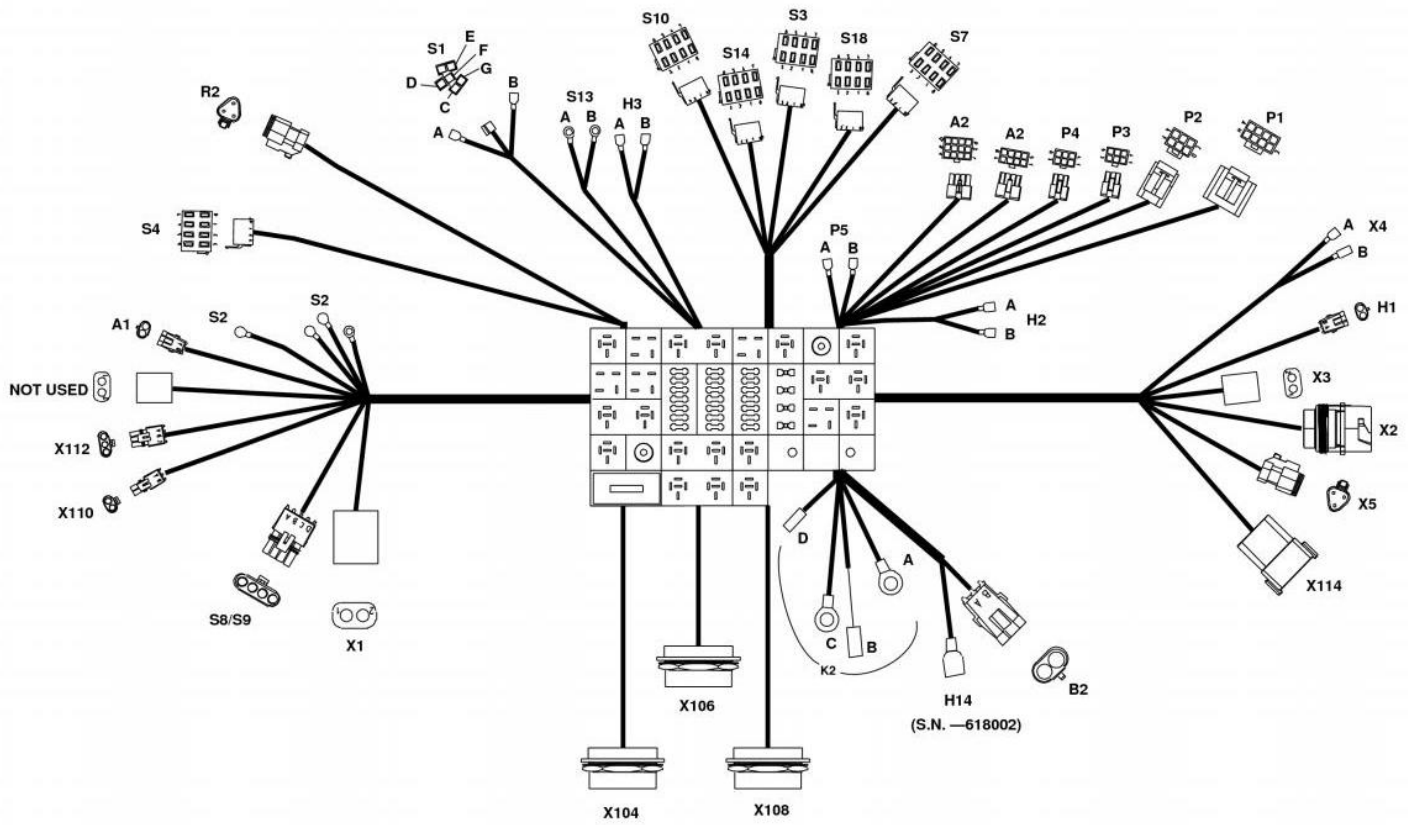 S10
S3
S14
S18
S7
E
S1
F
G
D
C
B
A
R2
S13
A B
H3
A B
A2
A2
P4
P3
P2
P1
S4
P5
A B
A
H2
B
A X4
B
H1
X3
X2
X5
X114
S2
S2
A1
NOT USED
X112
X110
D C B A
S8/S9
1 2
X1
D
C
B
A
K2
B
A
H14
(S.N. —618002)
B2
X106
X104
X108